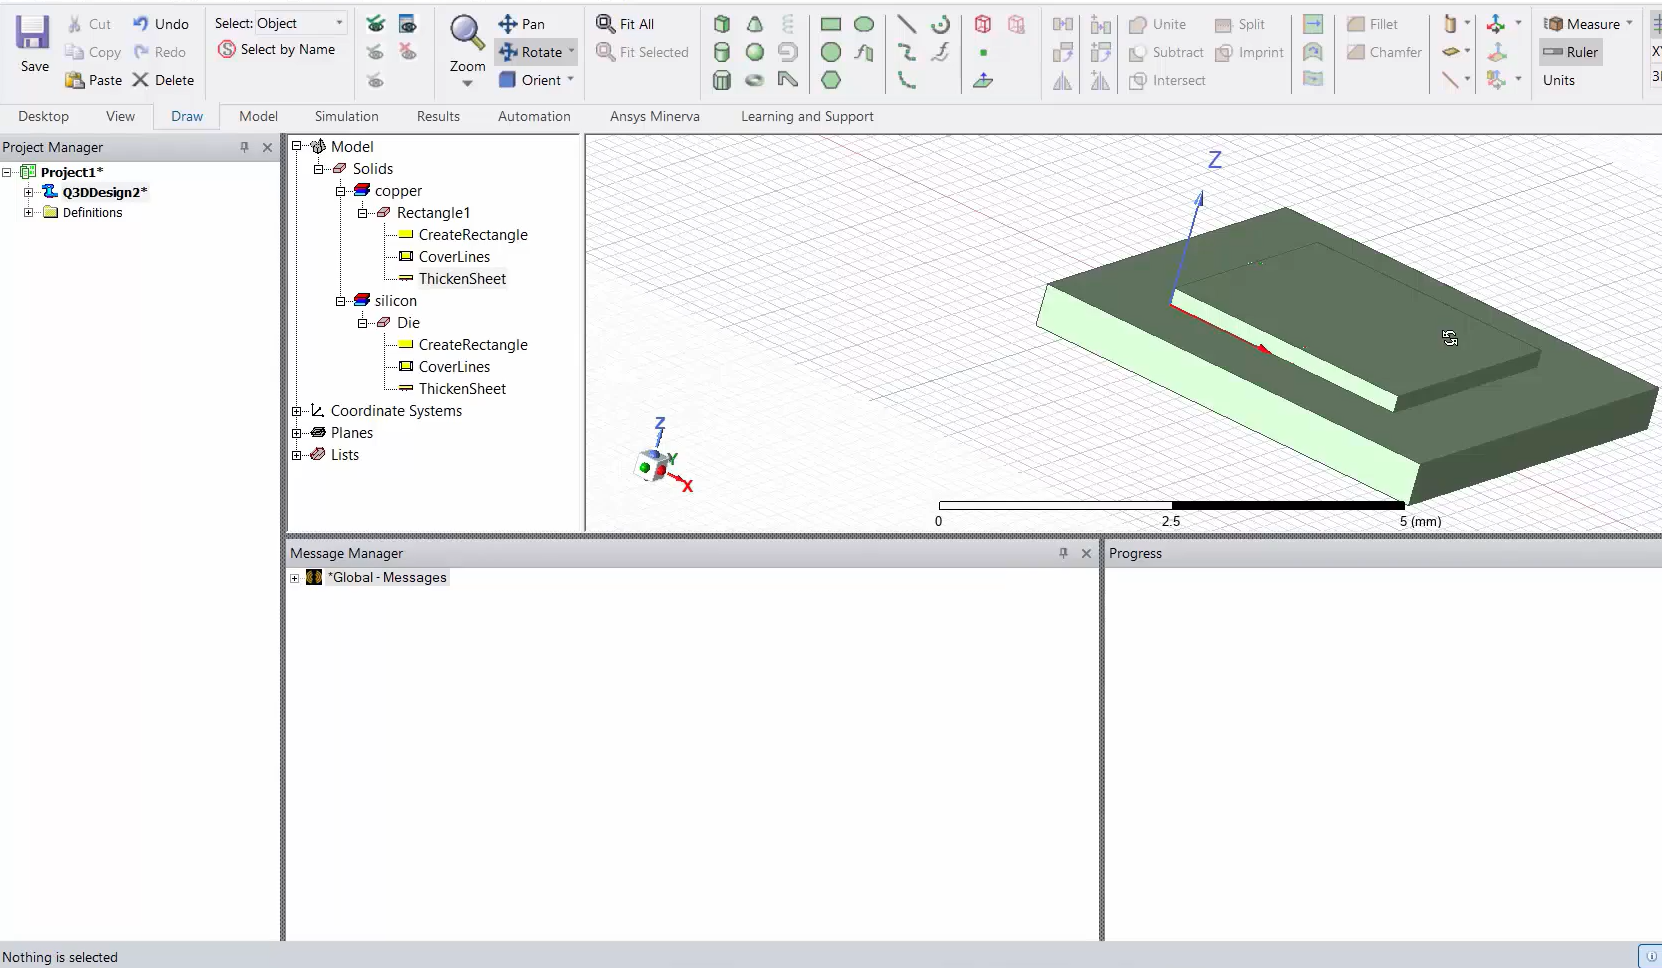 Save
Cut
Copy
Paste
Undo
Redo
Delete
Select: Object
Select by Name
Zoom
Pan
Rotate
Orient
Fit All
Fit Selected
Unite
Subtract
Intersect
Split
Imprint
Fillet
Chamfer
Measure
Ruler
Units
Desktop View Draw Model Simulation Results Automation Ansys Minerva Learning and Support
Project Manager
Project1*
Q3DDesign2*
Definitions
Model
Solids
copper
Rectangle1
CreateRectangle
CoverLines
ThickenSheet
silicon
Die
CreateRectangle
CoverLines
ThickenSheet
Coordinate Systems
Planes
Lists
Z
Z
Y
X
0 2.5 5 (mm)
Message Manager
*Global - Messages
Progress
Nothing is selected